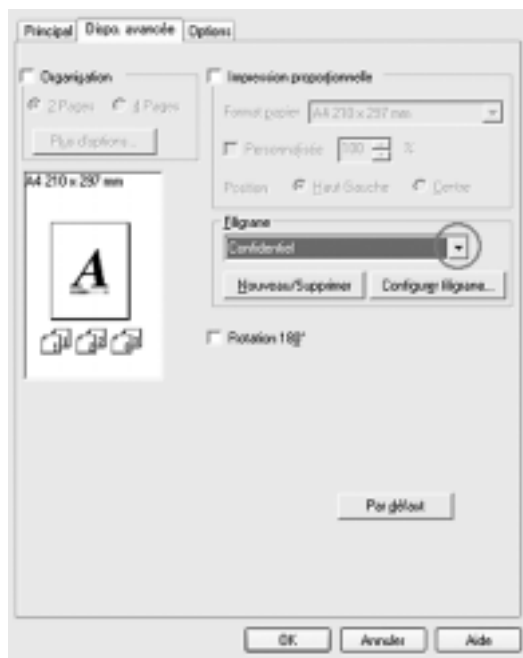 Principal Dispo. avancée Options
Organisation
2 Pages 4 Pages
Plus d'options...
A4 210 x 297 mm
A
Impression proportionnelle
Format papier A4 210 x 297 mm
Personnalisée 100 %
Position Haut Gauche Centre
Filigrane
Confidentiel
Nouveau/Supprimer Configurer filigrane...
Rotation 180°
Par défaut
OK Annuler Aide